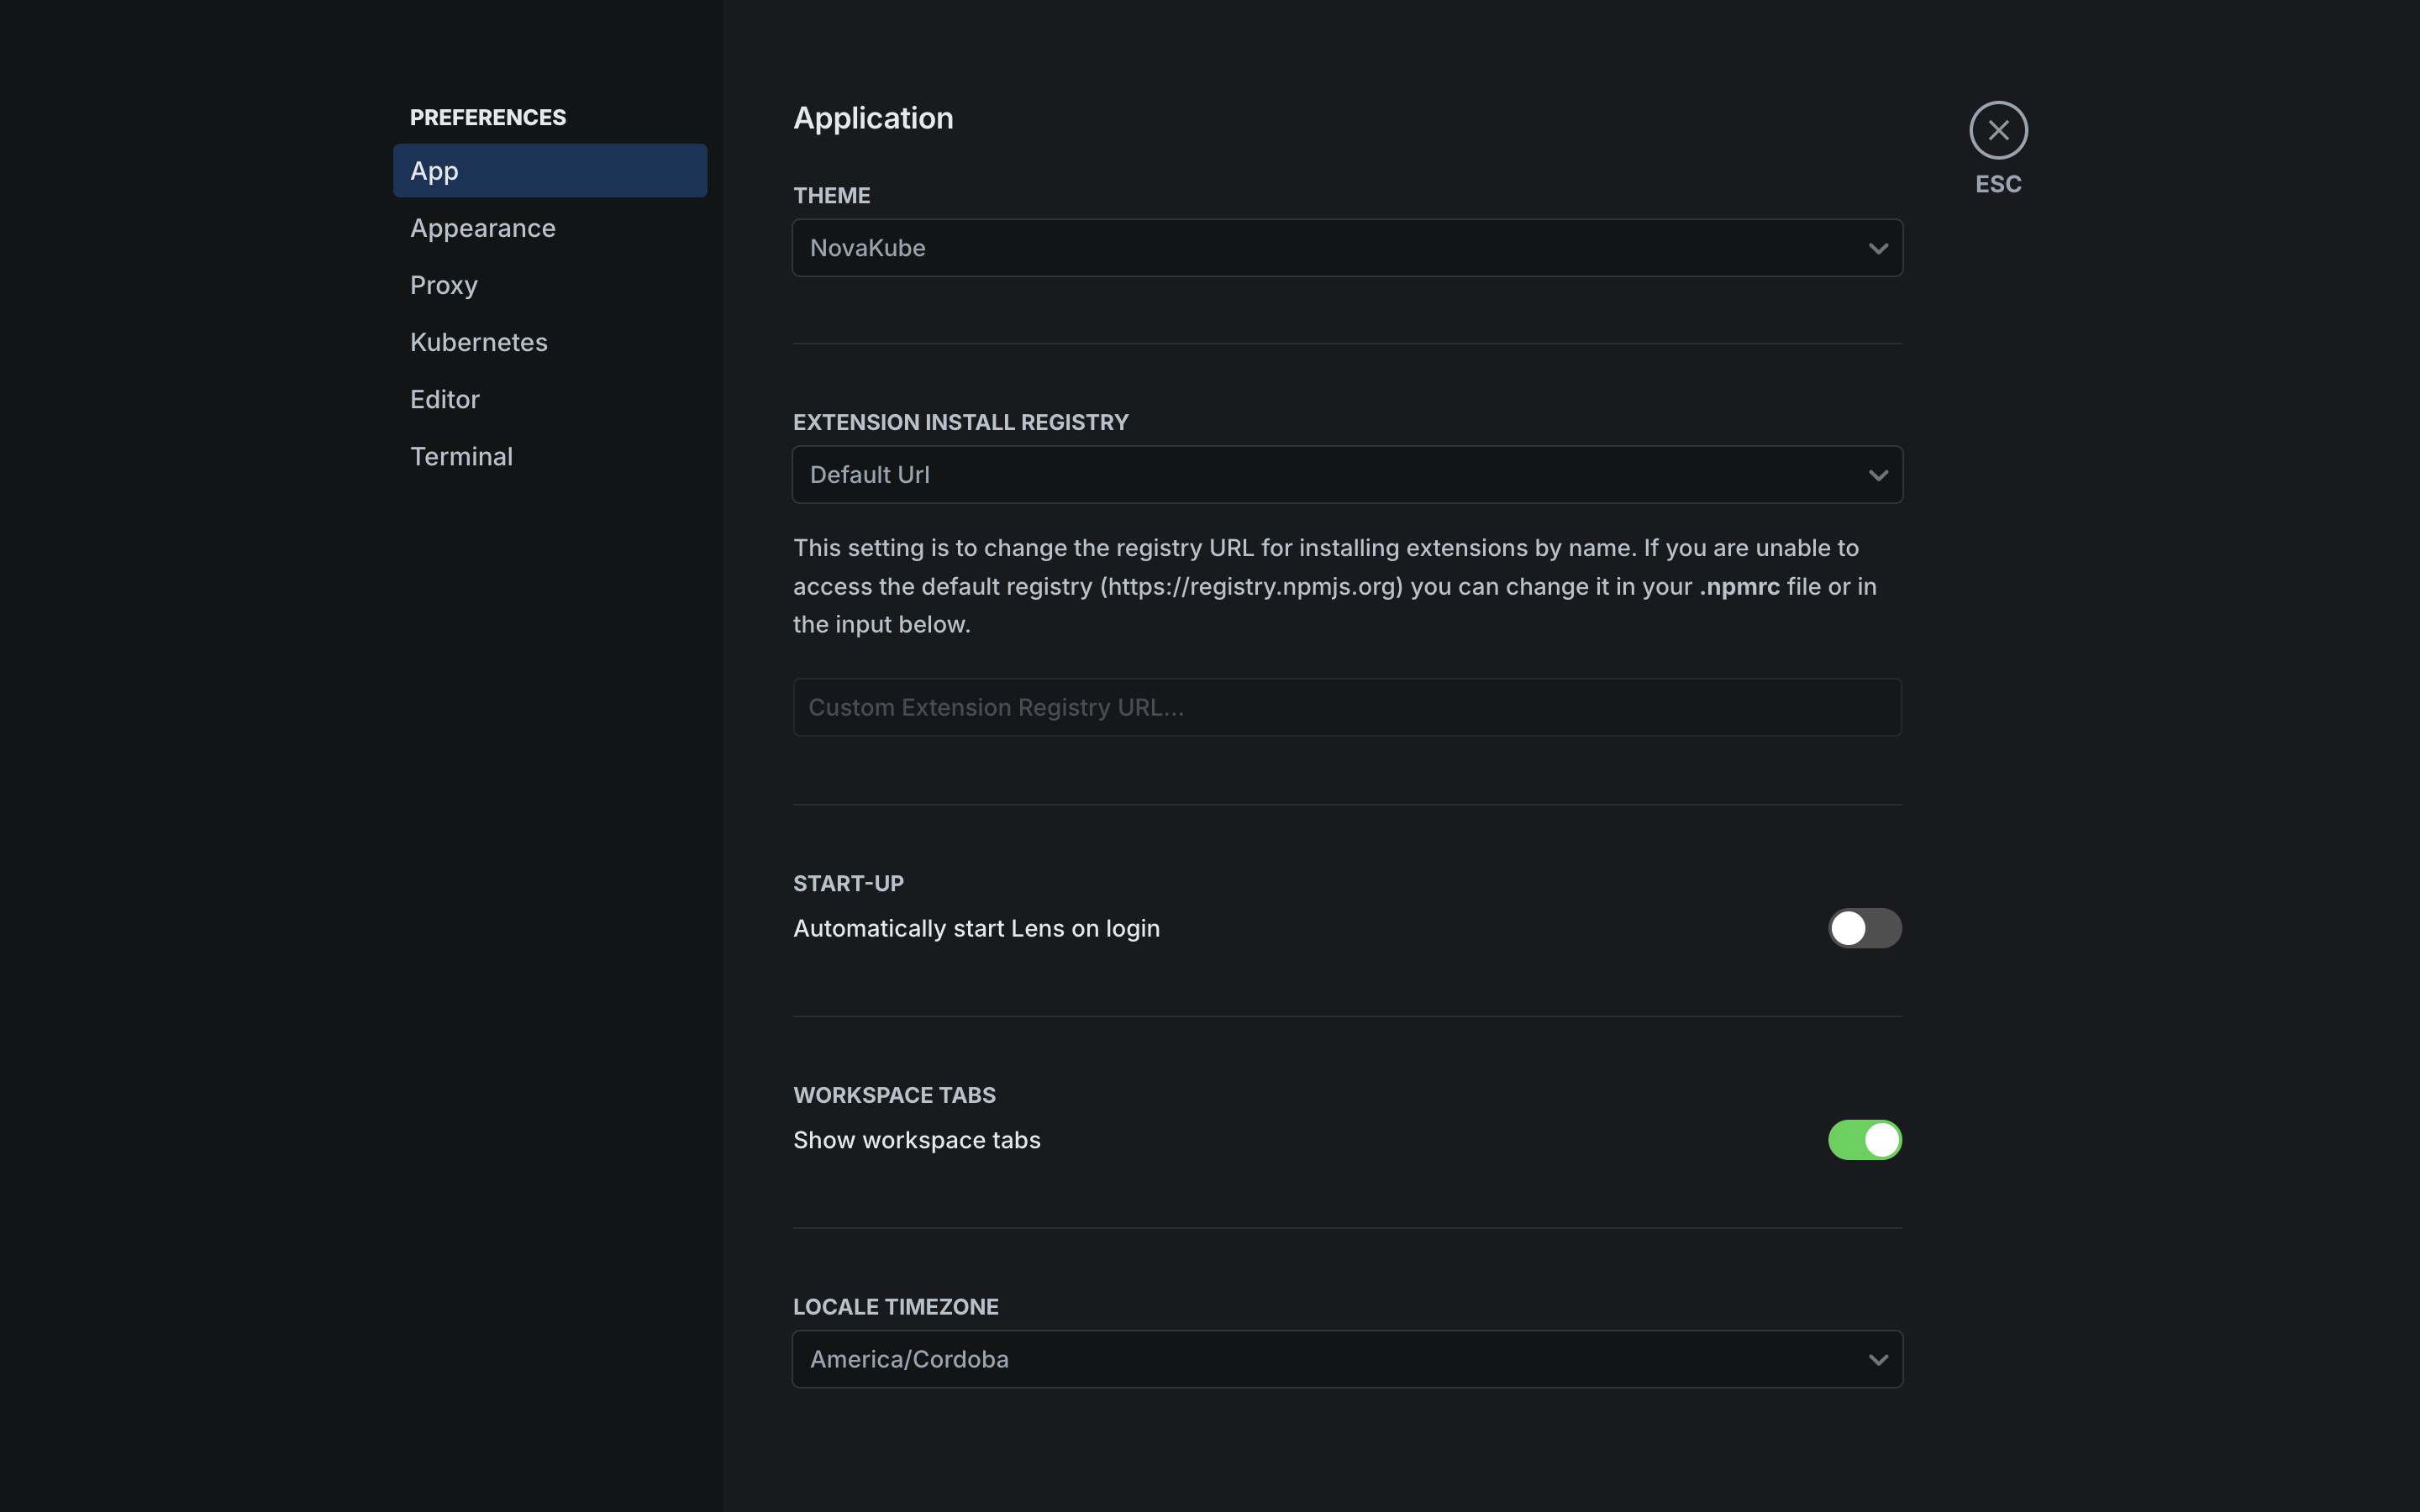 PREFERENCES
App
Appearance
Proxy
Kubernetes
Editor
Terminal
Application
ESC
THEME
NovaKube
EXTENSION INSTALL REGISTRY
Default Url
This setting is to change the registry URL for installing extensions by name. If you are unable to
access the default registry (https://registry.npmjs.org) you can change it in your .npmrc file or in
the input below.
Custom Extension Registry URL...
START-UP
Automatically start Lens on login
WORKSPACE TABS
Show workspace tabs
LOCALE TIMEZONE
America/Cordoba